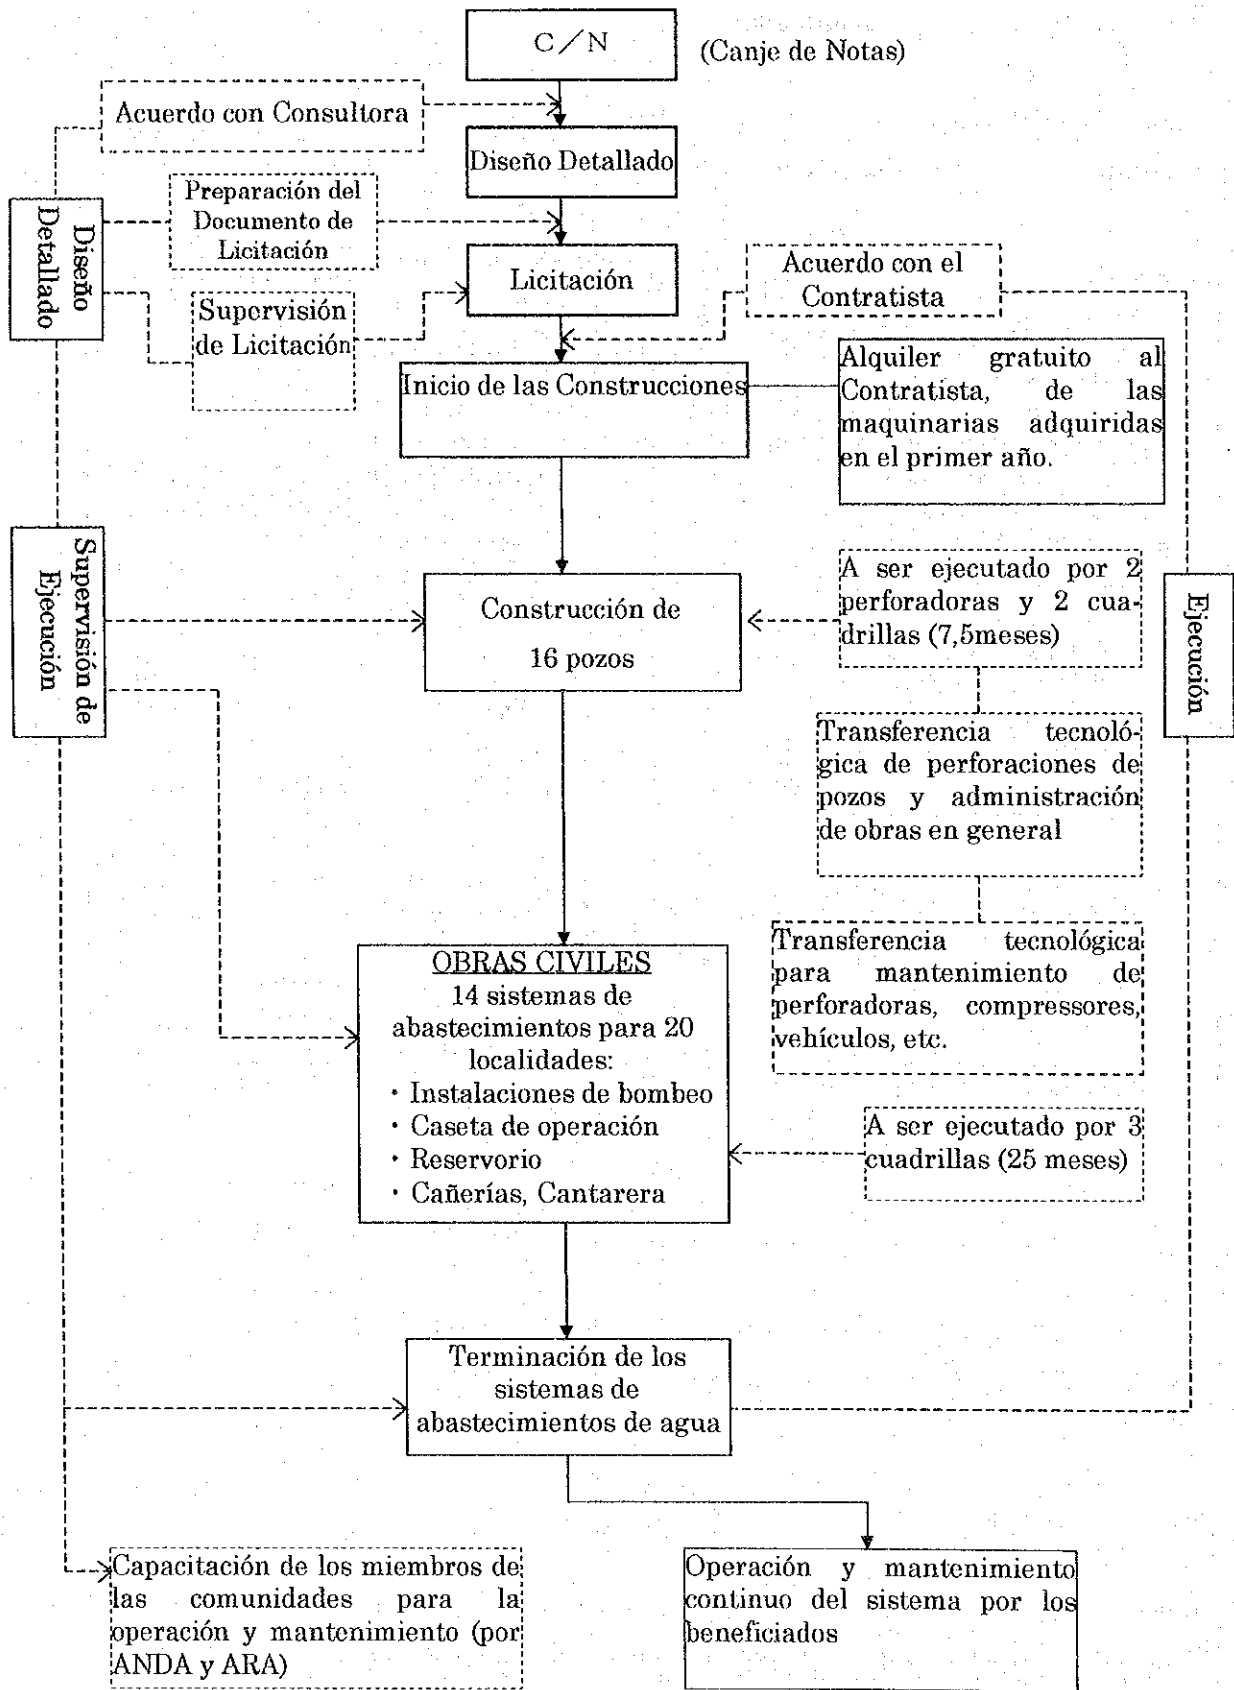 C／N
(Canje de Notas)
Acuerdo con Consultora
Diseño Detallado
Preparación del
Documento de
Licitación
Diseño
Detallado
Licitación
Acuerdo con el
Contratista
Supervisión
de Licitación
Inicio de las Construcciones
Alquiler gratuito al
Contratista, de las
maquinarias adquiridas
en el primer año.
Supervisión de
Ejecución
Construcción de
16 pozos
A ser ejecutado por 2
perforadoras y 2 cua-
drillas (7,5meses)
Ejecución
Transferencia tecnoló-
gica de perforaciones de
pozos y administración
de obras en general
Transferencia tecnológica
para mantenimiento de
perforadoras, compressores,
vehículos, etc.
OBRAS CIVILES
14 sistemas de
abastecimientos para 20
localidades:
・Instalaciones de bombeo
・Caseta de operación
・Reservorio
・Cañerías, Cantarera
A ser ejecutado por 3
cuadrillas (25 meses)
Terminación de los
sistemas de
abastecimientos de agua
Capacitación de los miembros de
las comunidades para la
operación y mantenimiento (por
ANDA y ARA)
Operación y mantenimiento
continuo del sistema por los
beneficiados